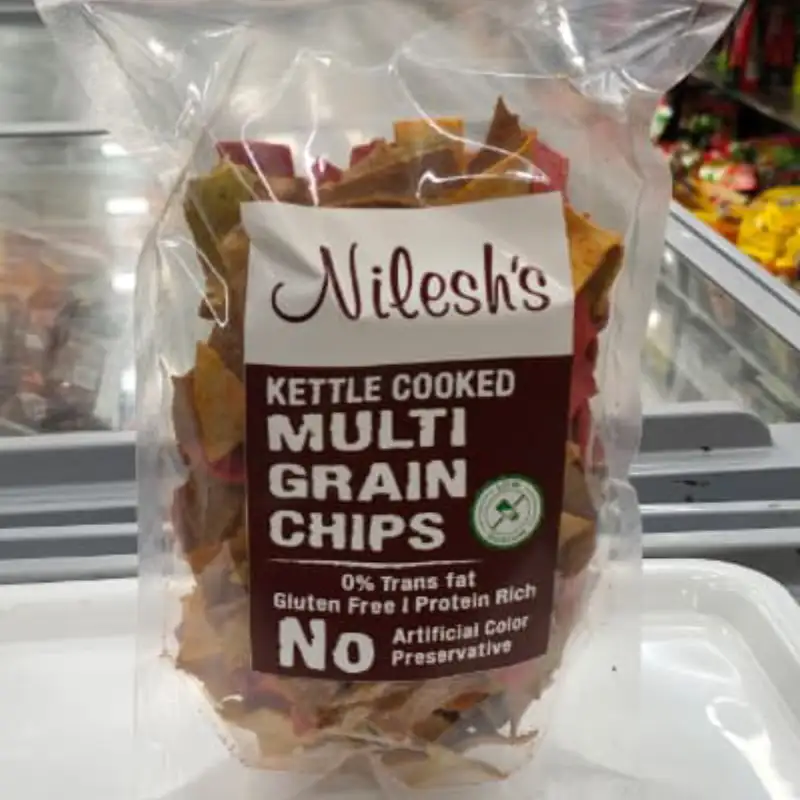 Nilesh's
KETTLE COOKED
MULTI
GRAIN
CHIPS
0% Trans fat
Gluten Free I Protein Rich
No Artificial Color
Preservative